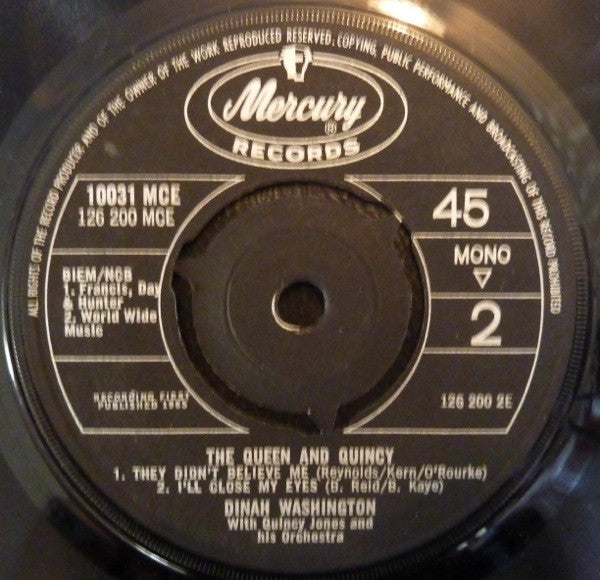 ALL RIGHTS OF THE RECORD PRODUCER AND OF THE OWNER OF THE WORK REPRODUCED RESERVED. COPYING, PUBLIC PERFORMANCE AND BROADCASTING OF THIS RECORD PROHIBITED
Mercury
®
RECORDS
10031 MCE
126 200 MCE
45
BIEM/NCB
1. Francis, Day
& Hunter
2. World Wide
Music
MONO
2
RECORDING FIRST
PUBLISHED 1965
126 200 2E
THE QUEEN AND QUINCY
1. THEY DIDN'T BELIEVE ME (Reynolds/Kern/O'Rourke)
2. I'LL CLOSE MY EYES (B. Reid/B. Kaye)
DINAH WASHINGTON
With Quincy Jones and
his Orchestra